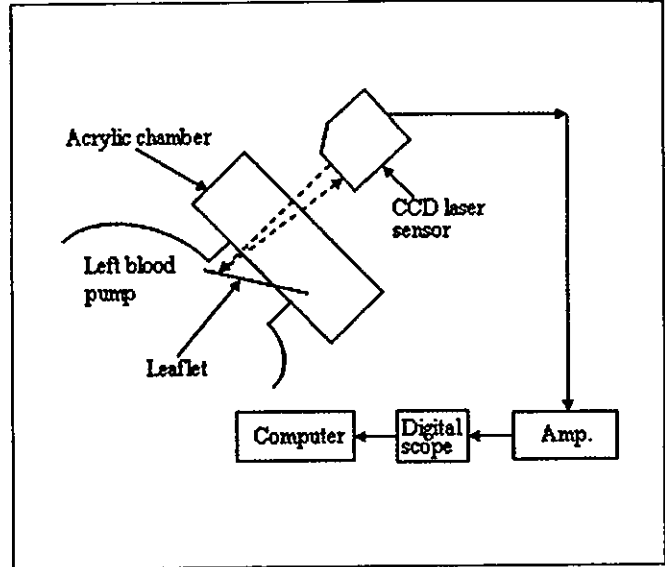 Acrylic chamber
CCD laser
sensor
Left blood
pump
Leaflet
Computer
Digital
scope
Amp.